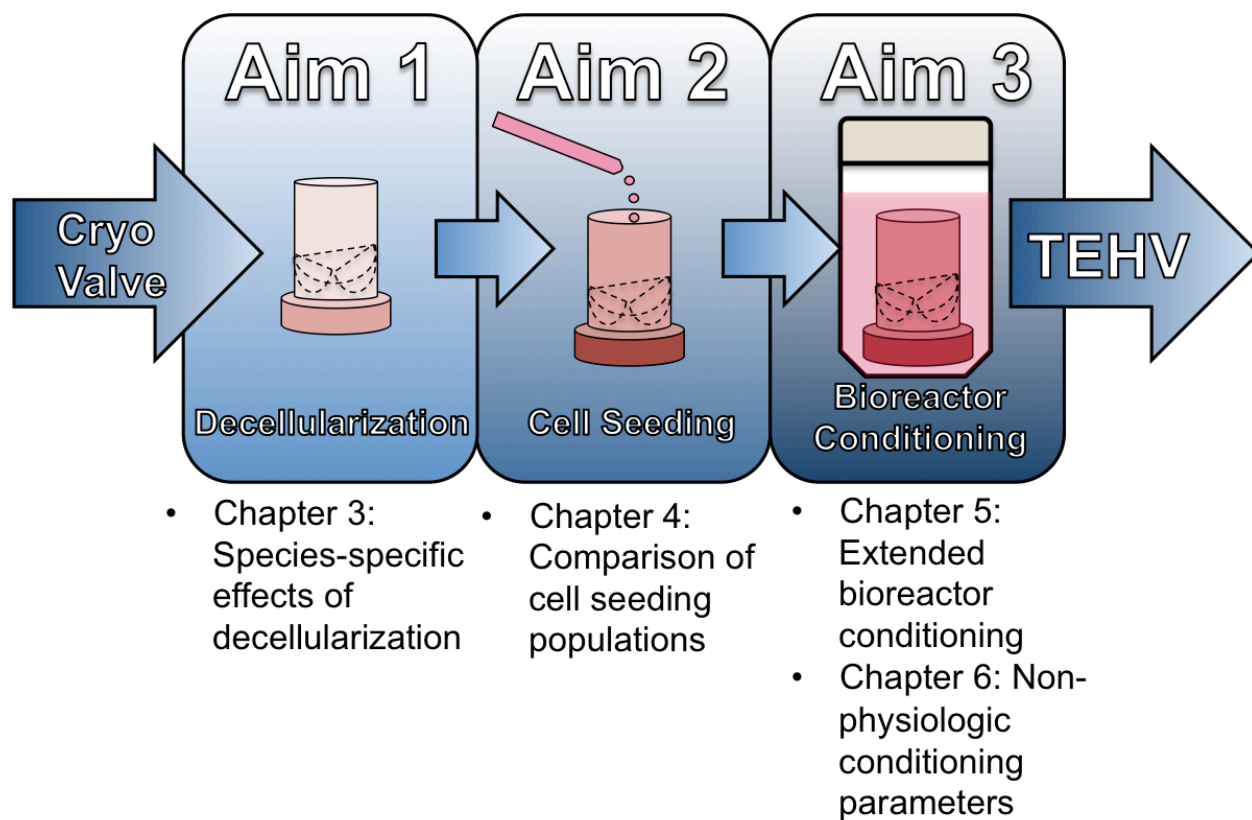 Aim 1
Aim 2
Aim 3
Cryo
Valve
TEHV
Decellularization
Cell Seeding
Bioreactor
Conditioning
• Chapter 3:
Species-specific
effects of
decellularization
• Chapter 4:
Comparison of
cell seeding
populations
• Chapter 5:
Extended
bioreactor
conditioning
• Chapter 6: Non-
physiologic
conditioning
parameters